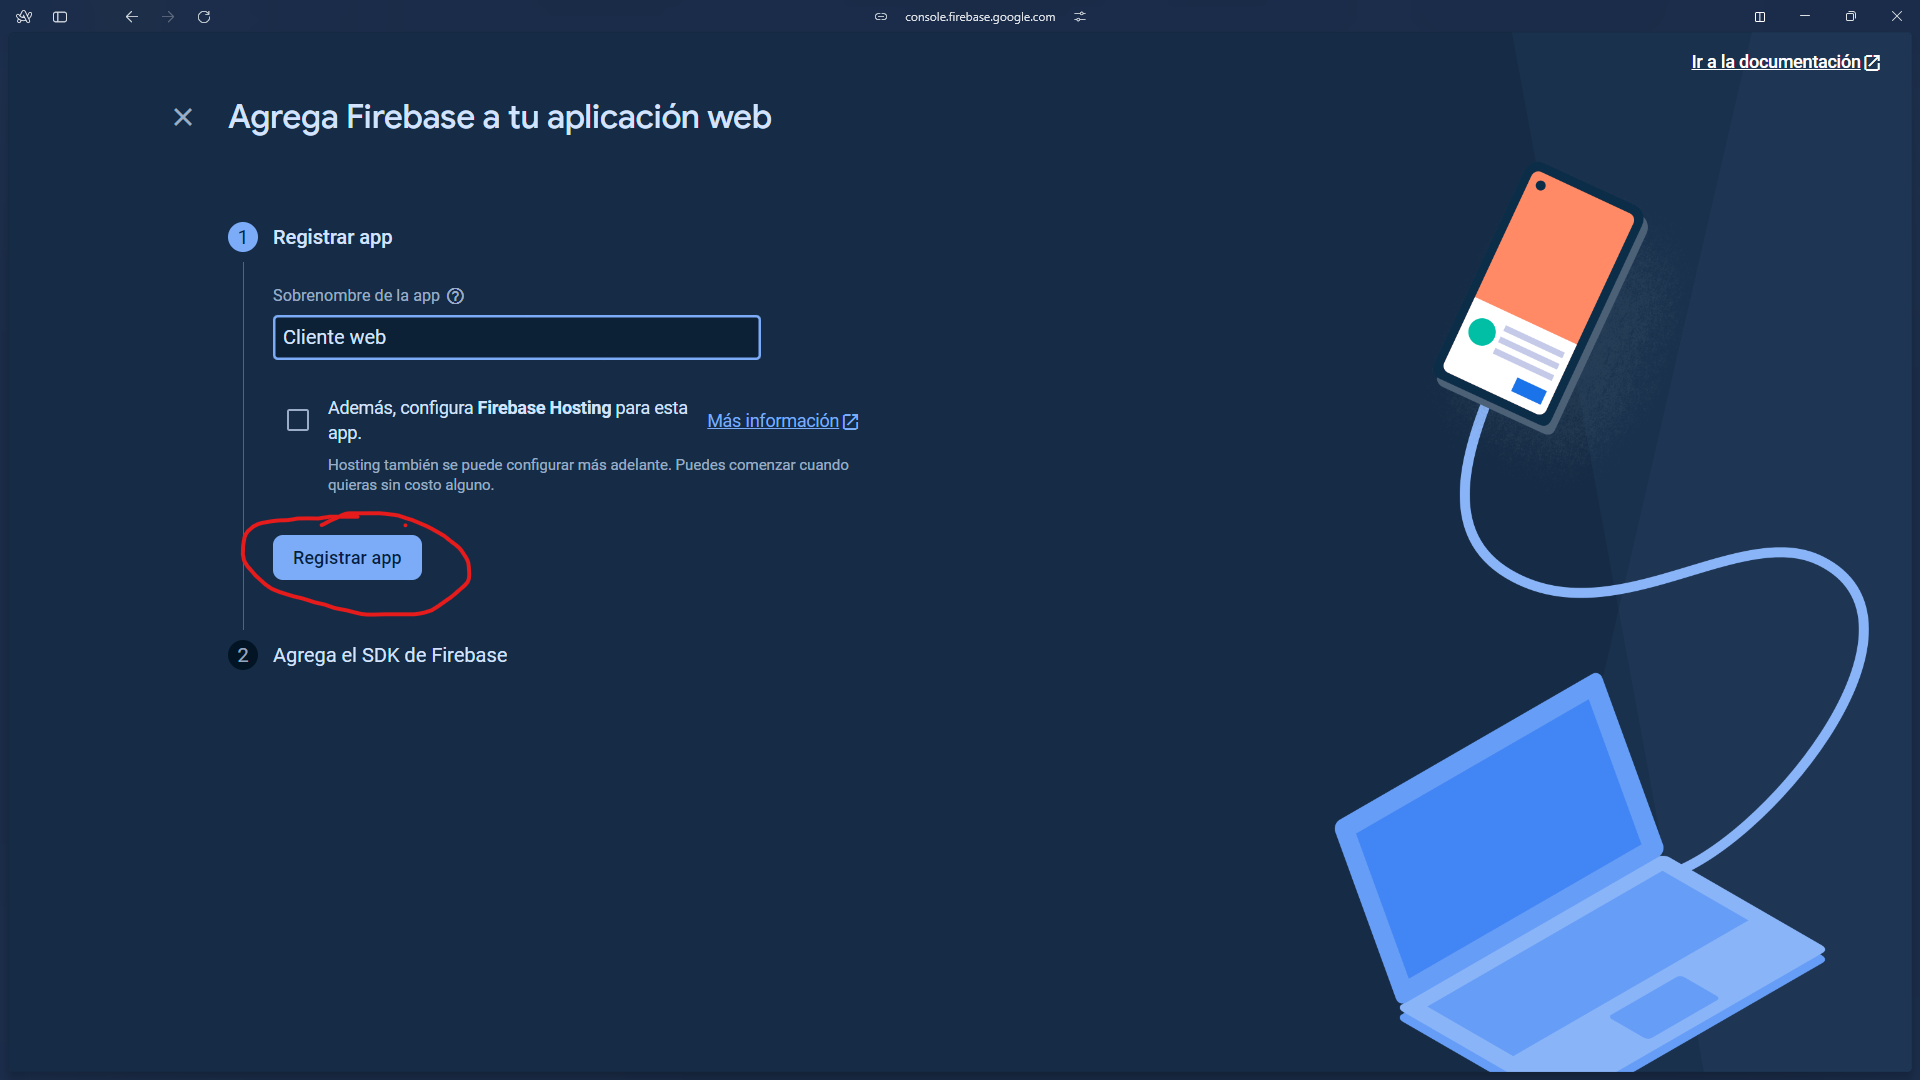 console.firebase.google.com
Ir a la documentación
Agrega Firebase a tu aplicación web
1 Registrar app
Sobrenombre de la app
Cliente web
Además, configura Firebase Hosting para esta
app.
Más información
Hosting también se puede configurar más adelante. Puedes comenzar cuando
quieras sin costo alguno.
Registrar app
2 Agrega el SDK de Firebase